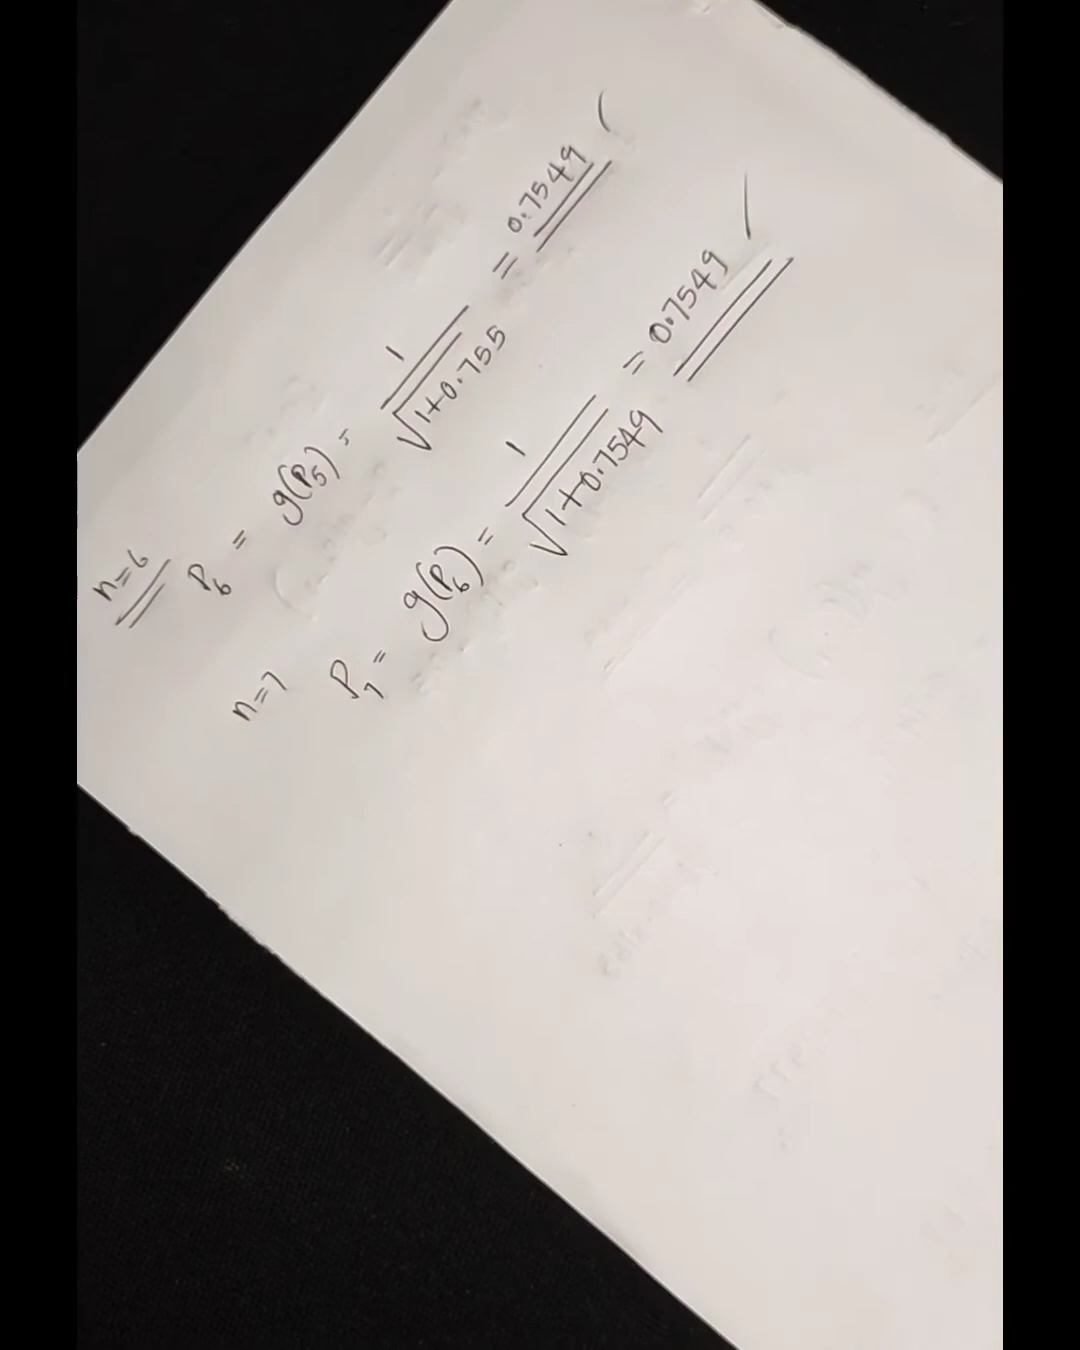 n=6
P₆ = g(P₅) = 1/√(1+0.755) = 0.7549
n=7 P₇ = g(P₆) = 1/√(1+0.7549) = 0.7549